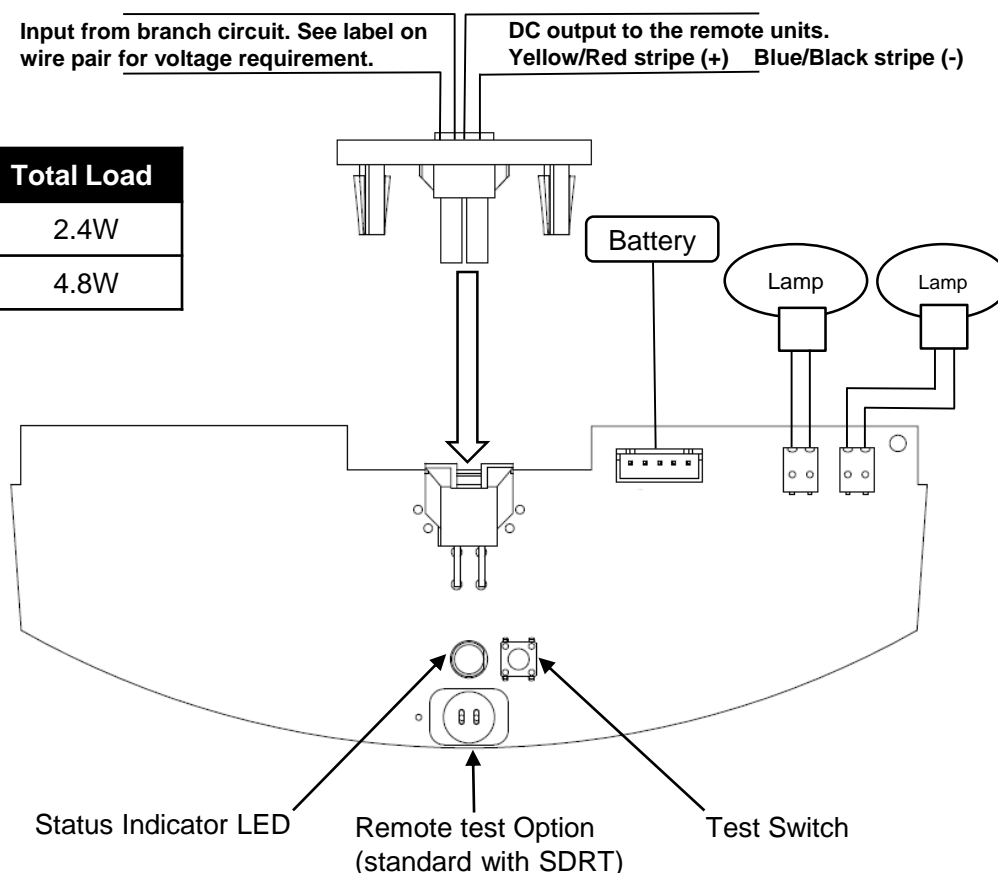 Input from branch circuit. See label on
wire pair for voltage requirement.
DC output to the remote units.
Yellow/Red stripe (+) Blue/Black stripe (-)
Total Load
2.4W
4.8W
Battery
Lamp
Lamp
Status Indicator LED
Remote test Option
(standard with SDRT)
Test Switch